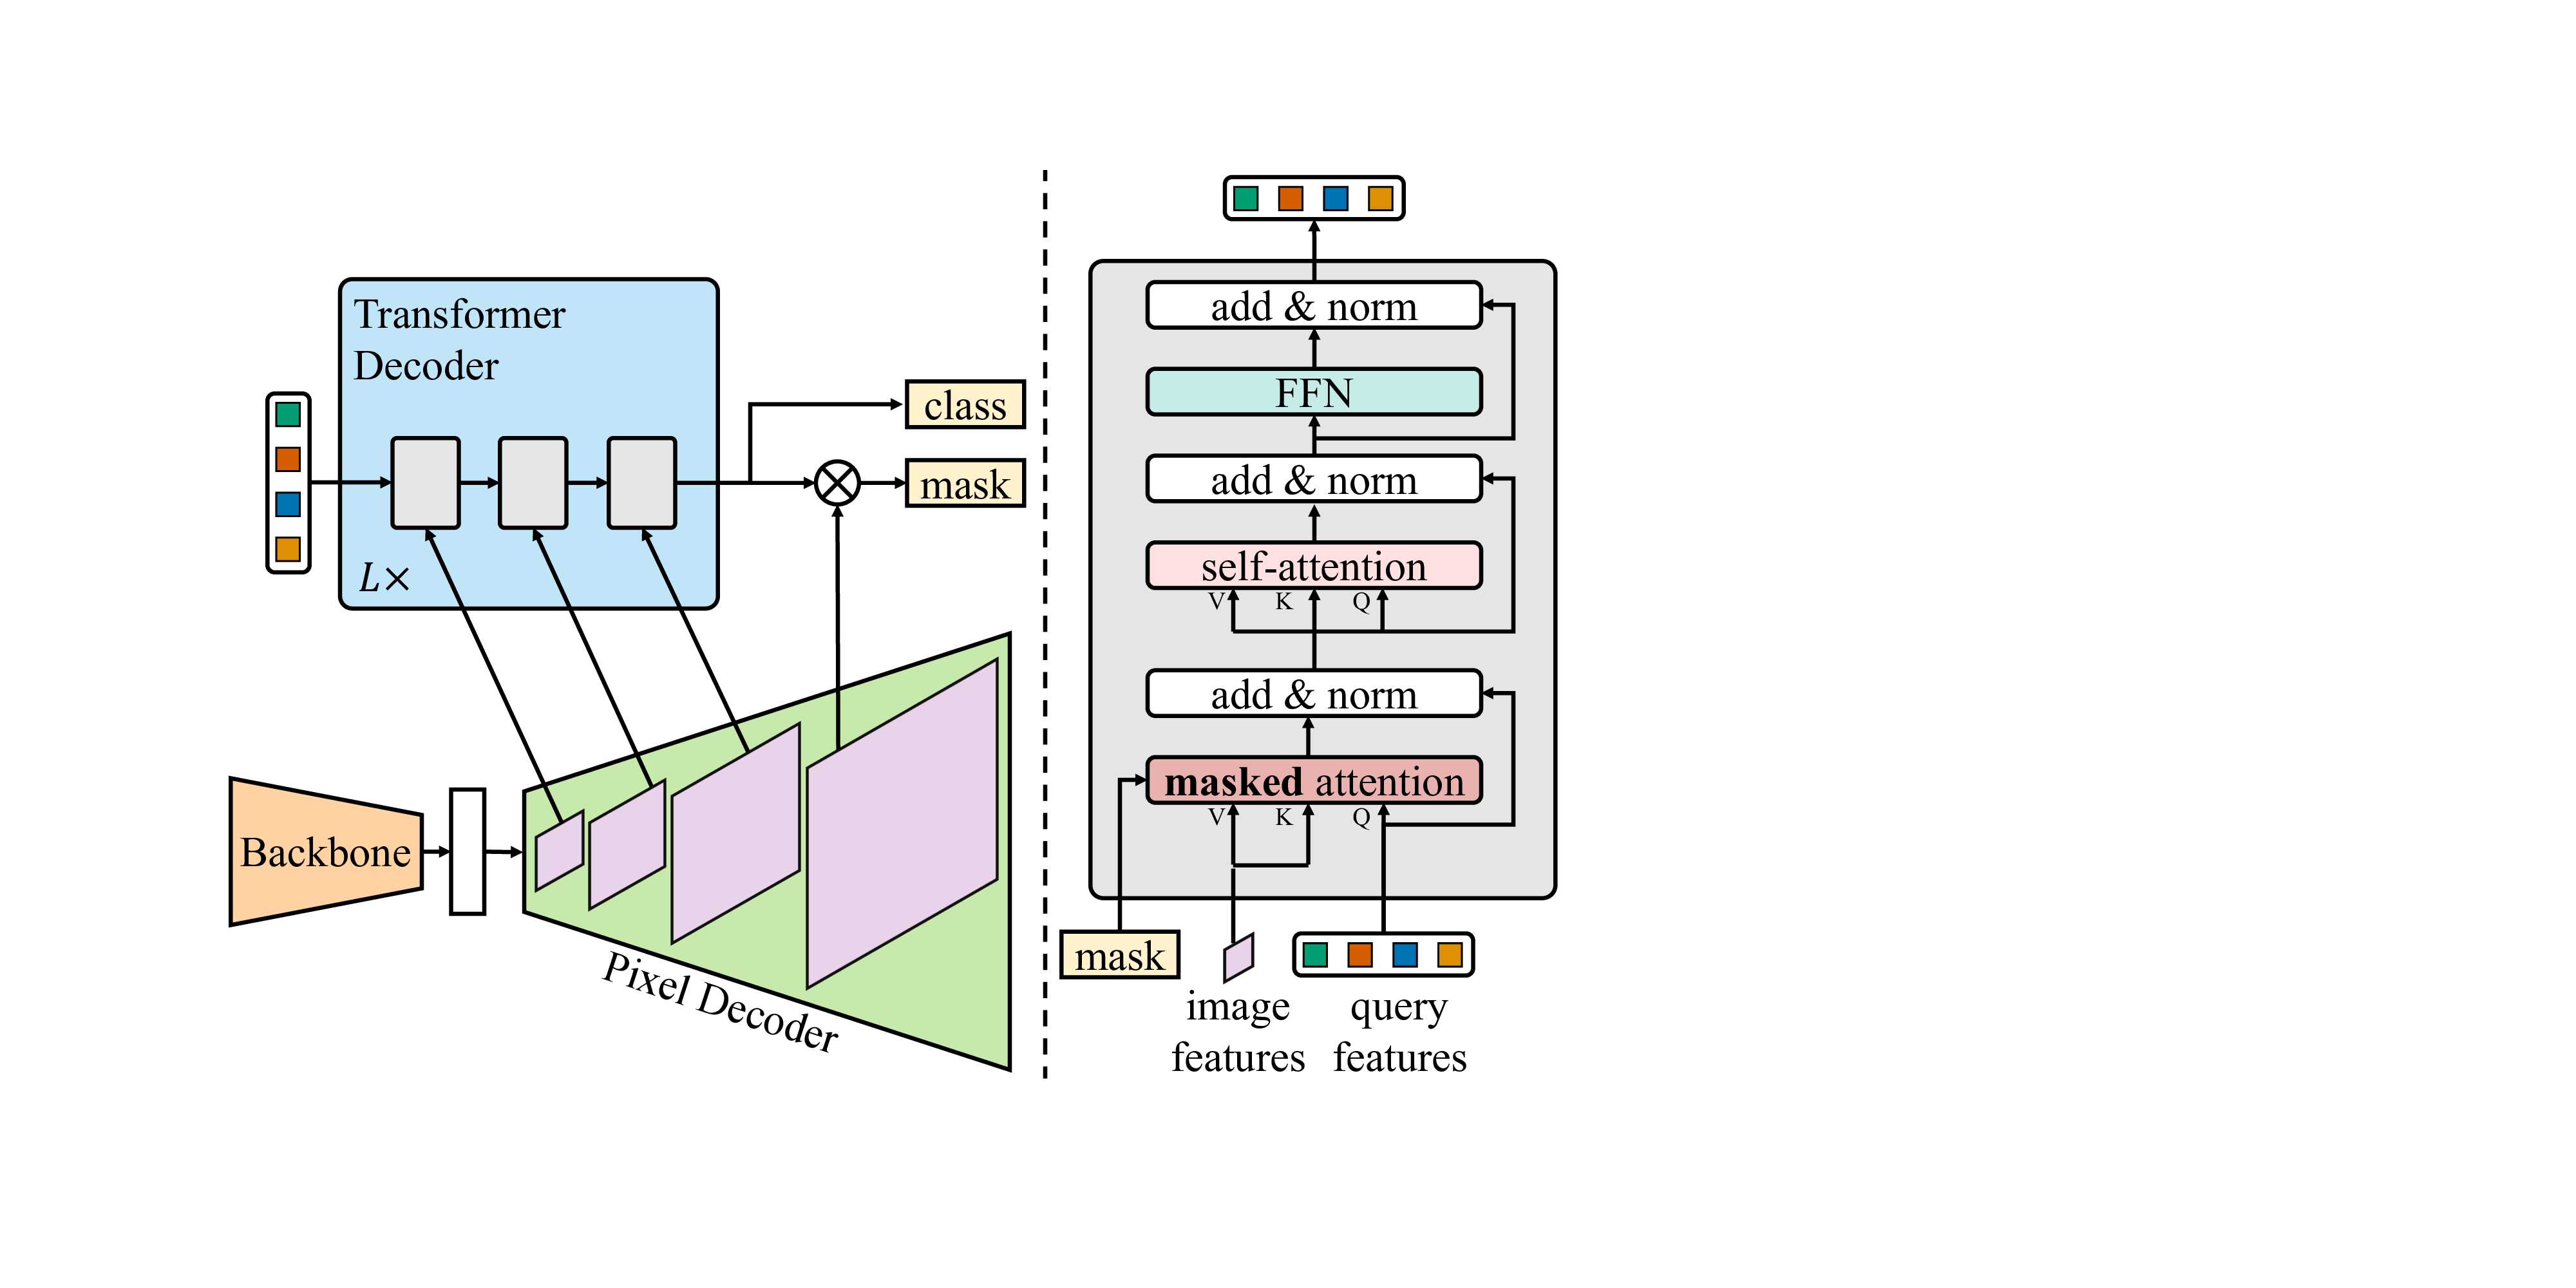 Transformer
Decoder
L×
class
mask
Backbone
Pixel Decoder
add & norm
FFN
add & norm
self-attention
V K Q
add & norm
masked attention
V K Q
mask
image
features
query
features